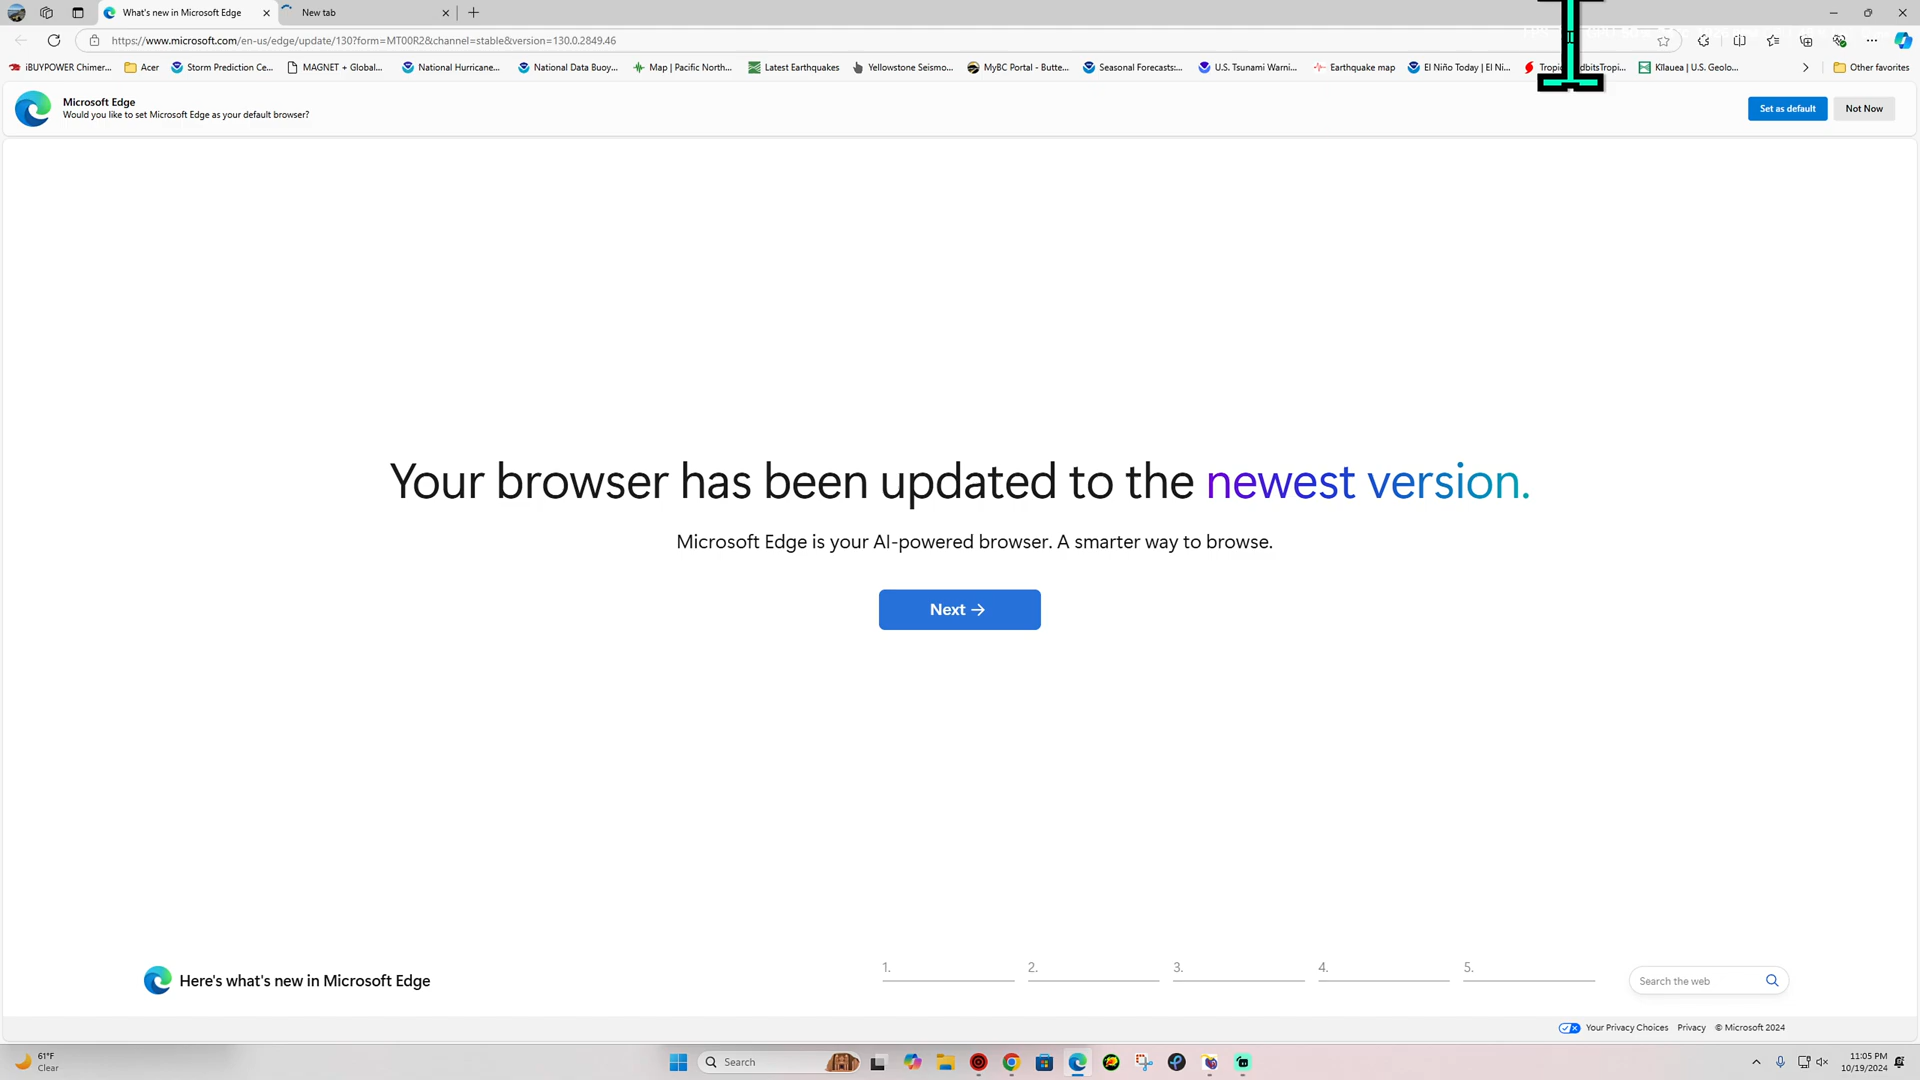 What's new in Microsoft Edge
New tab
https://www.microsoft.com/en-us/edge/update/130?form=MT00R2&channel=stable&version=130.0.2849.46
iBUYPOWER Chimer...
Acer
Storm Prediction Ce...
MAGNET + Global...
National Hurricane...
National Data Buoy...
Map | Pacific North...
Latest Earthquakes
Yellowstone Seismo...
MyBC Portal - Butte...
Seasonal Forecasts:...
U.S. Tsunami Warni...
Earthquake map
El Niño Today | El Ni...
Kīlauea | U.S. Geolo...
Other favorites
Microsoft Edge
Would you like to set Microsoft Edge as your default browser?
Set as default
Not Now
Your browser has been updated to the newest version.
Microsoft Edge is your AI-powered browser. A smarter way to browse.
Next →
Here's what's new in Microsoft Edge
1.
2.
3.
4.
5.
Search the web
Your Privacy Choices
Privacy
© Microsoft 2024
61°F
Clear
Search
11:05 PM
10/19/2024